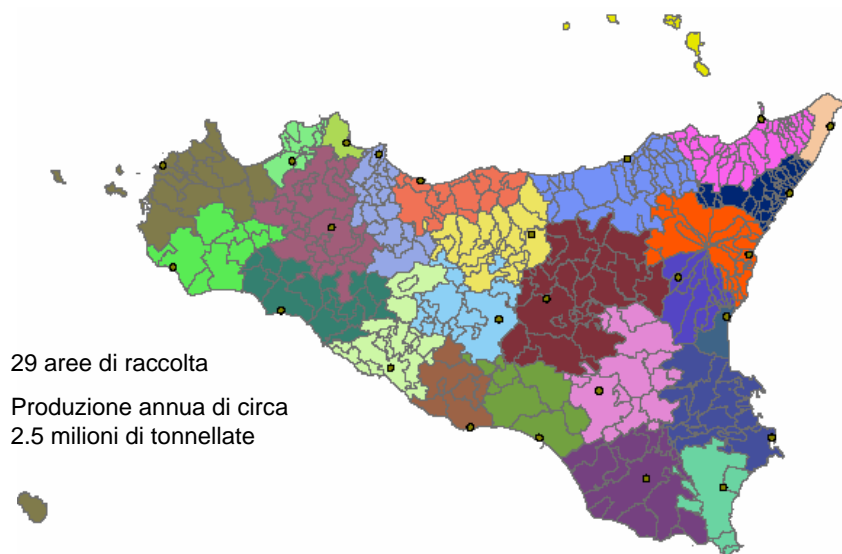 29 aree di raccolta
Produzione annua di circa
2.5 milioni di tonnellate